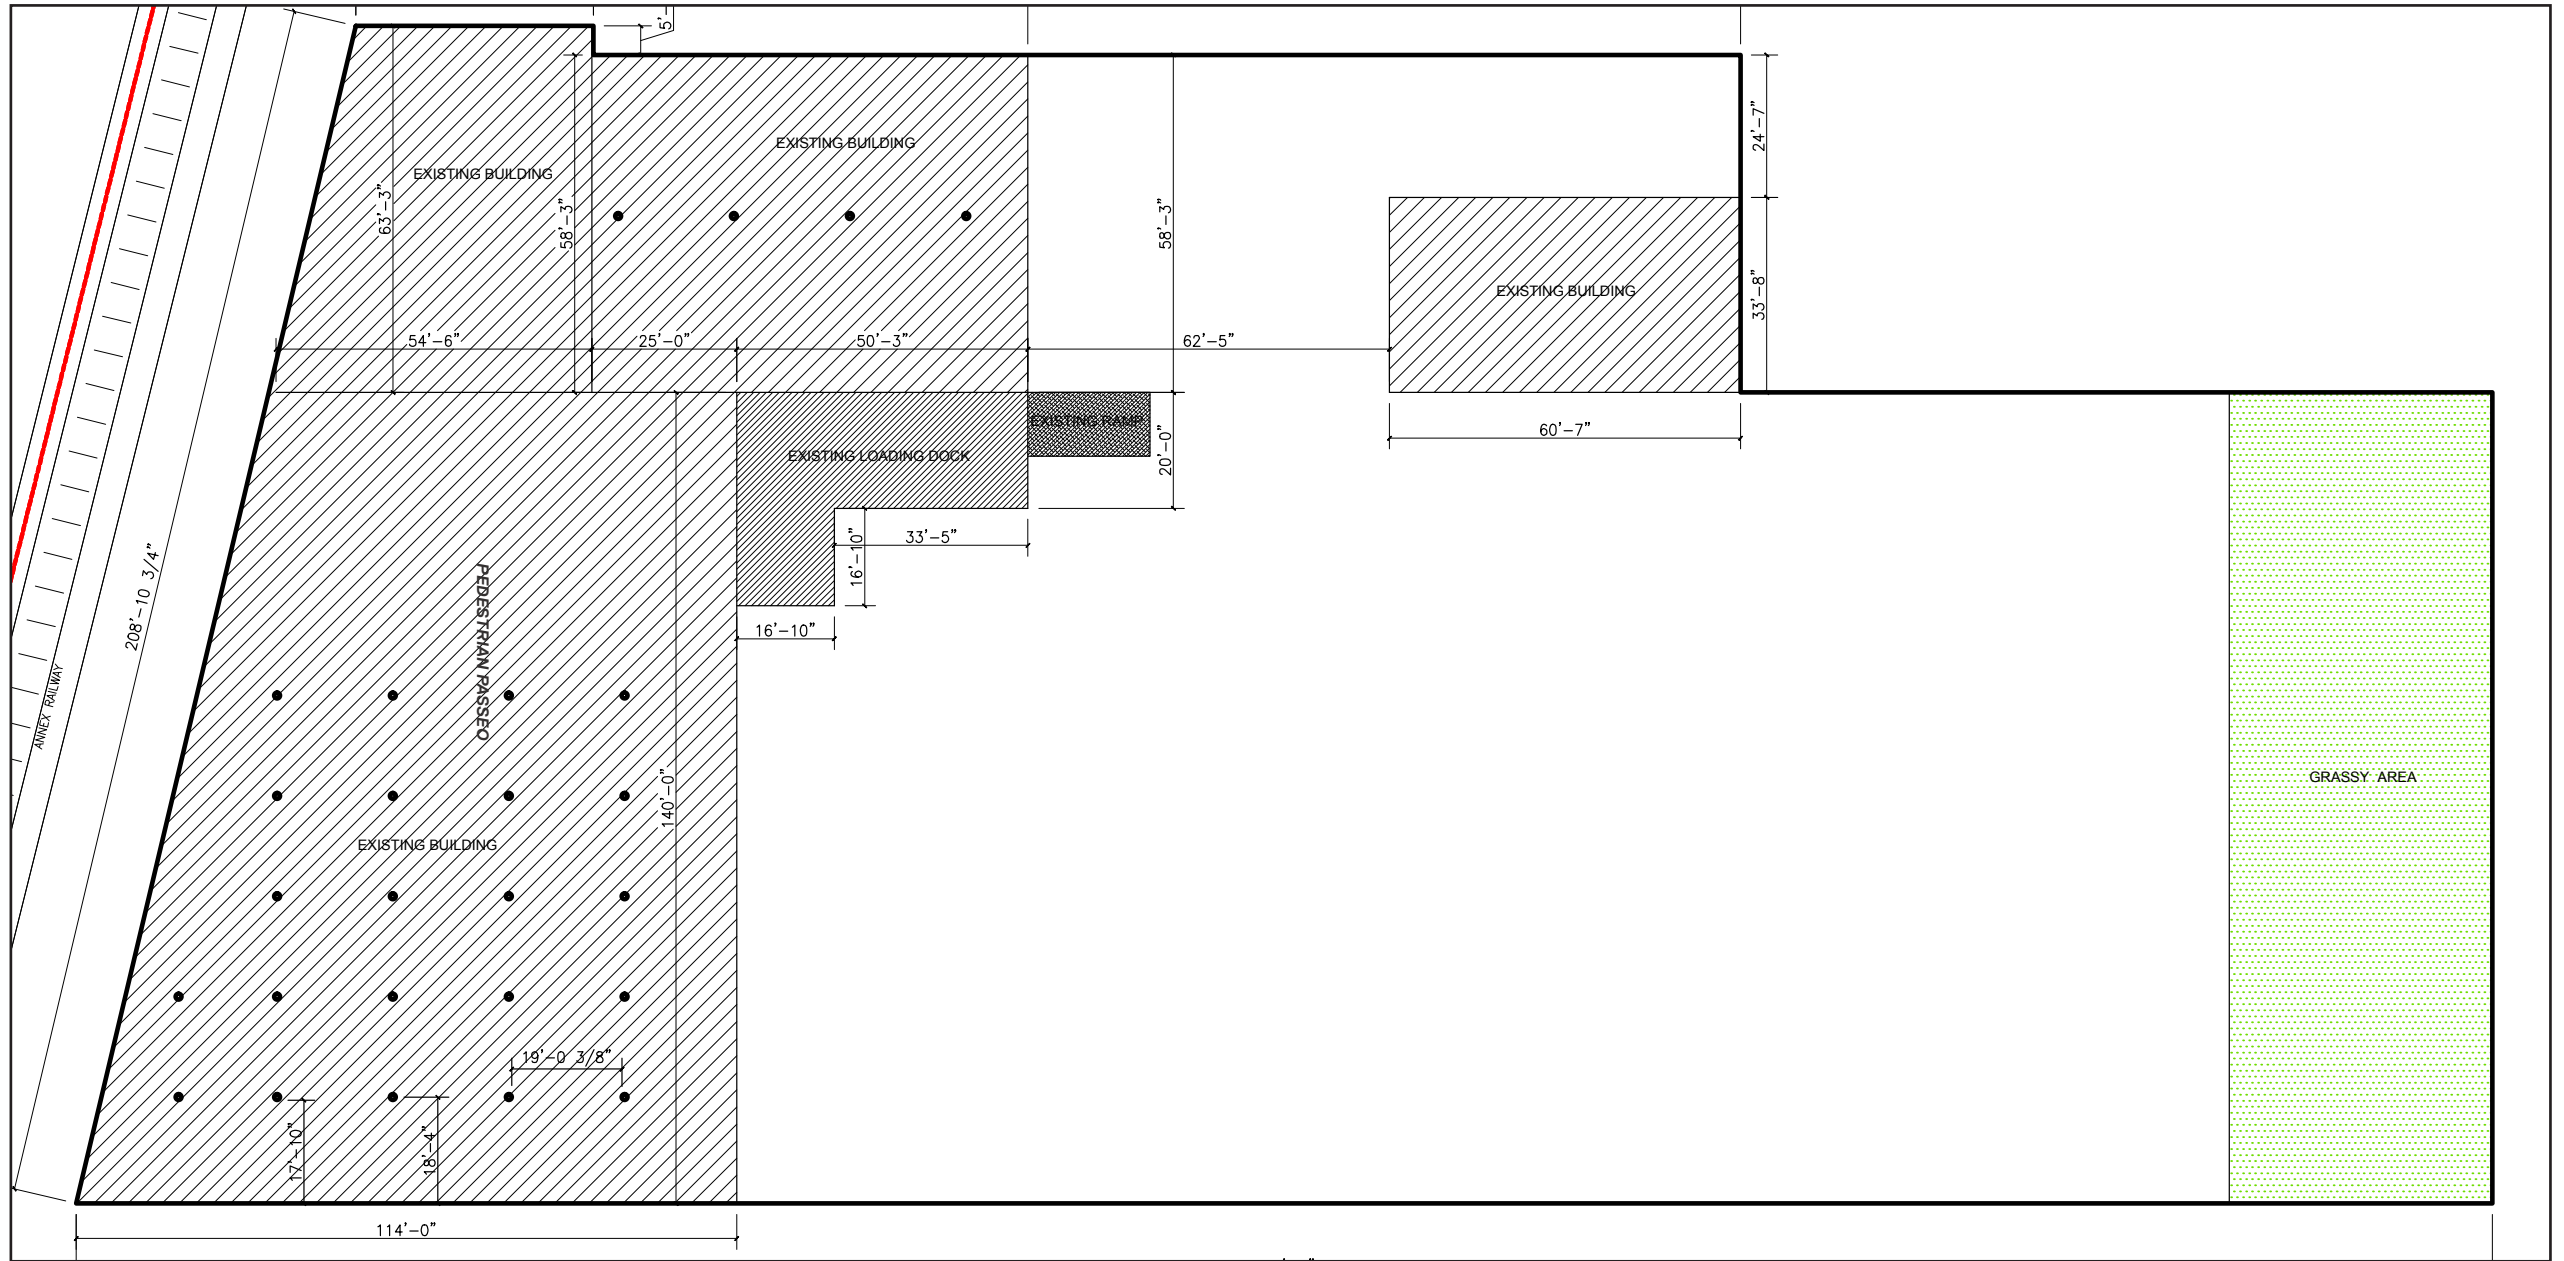 5'-
EXISTING BUILDING
EXISTING BUILDING
24'-7"
63'-3"
58'-3"
58'-3"
EXISTING BUILDING
33'-8"
54'-6"
25'-0"
50'-3"
62'-5"
EXISTING RAMP
60'-7"
EXISTING LOADING DOCK
20'-0"
33'-5"
16'-10"
16'-10"
208'-10 3/4"
ANNEX RAILWAY
PEDESTRIAN PASSEO
140'-0"
GRASSY AREA
EXISTING BUILDING
19'-0 3/8"
17'-10"
18'-4"
114'-0"